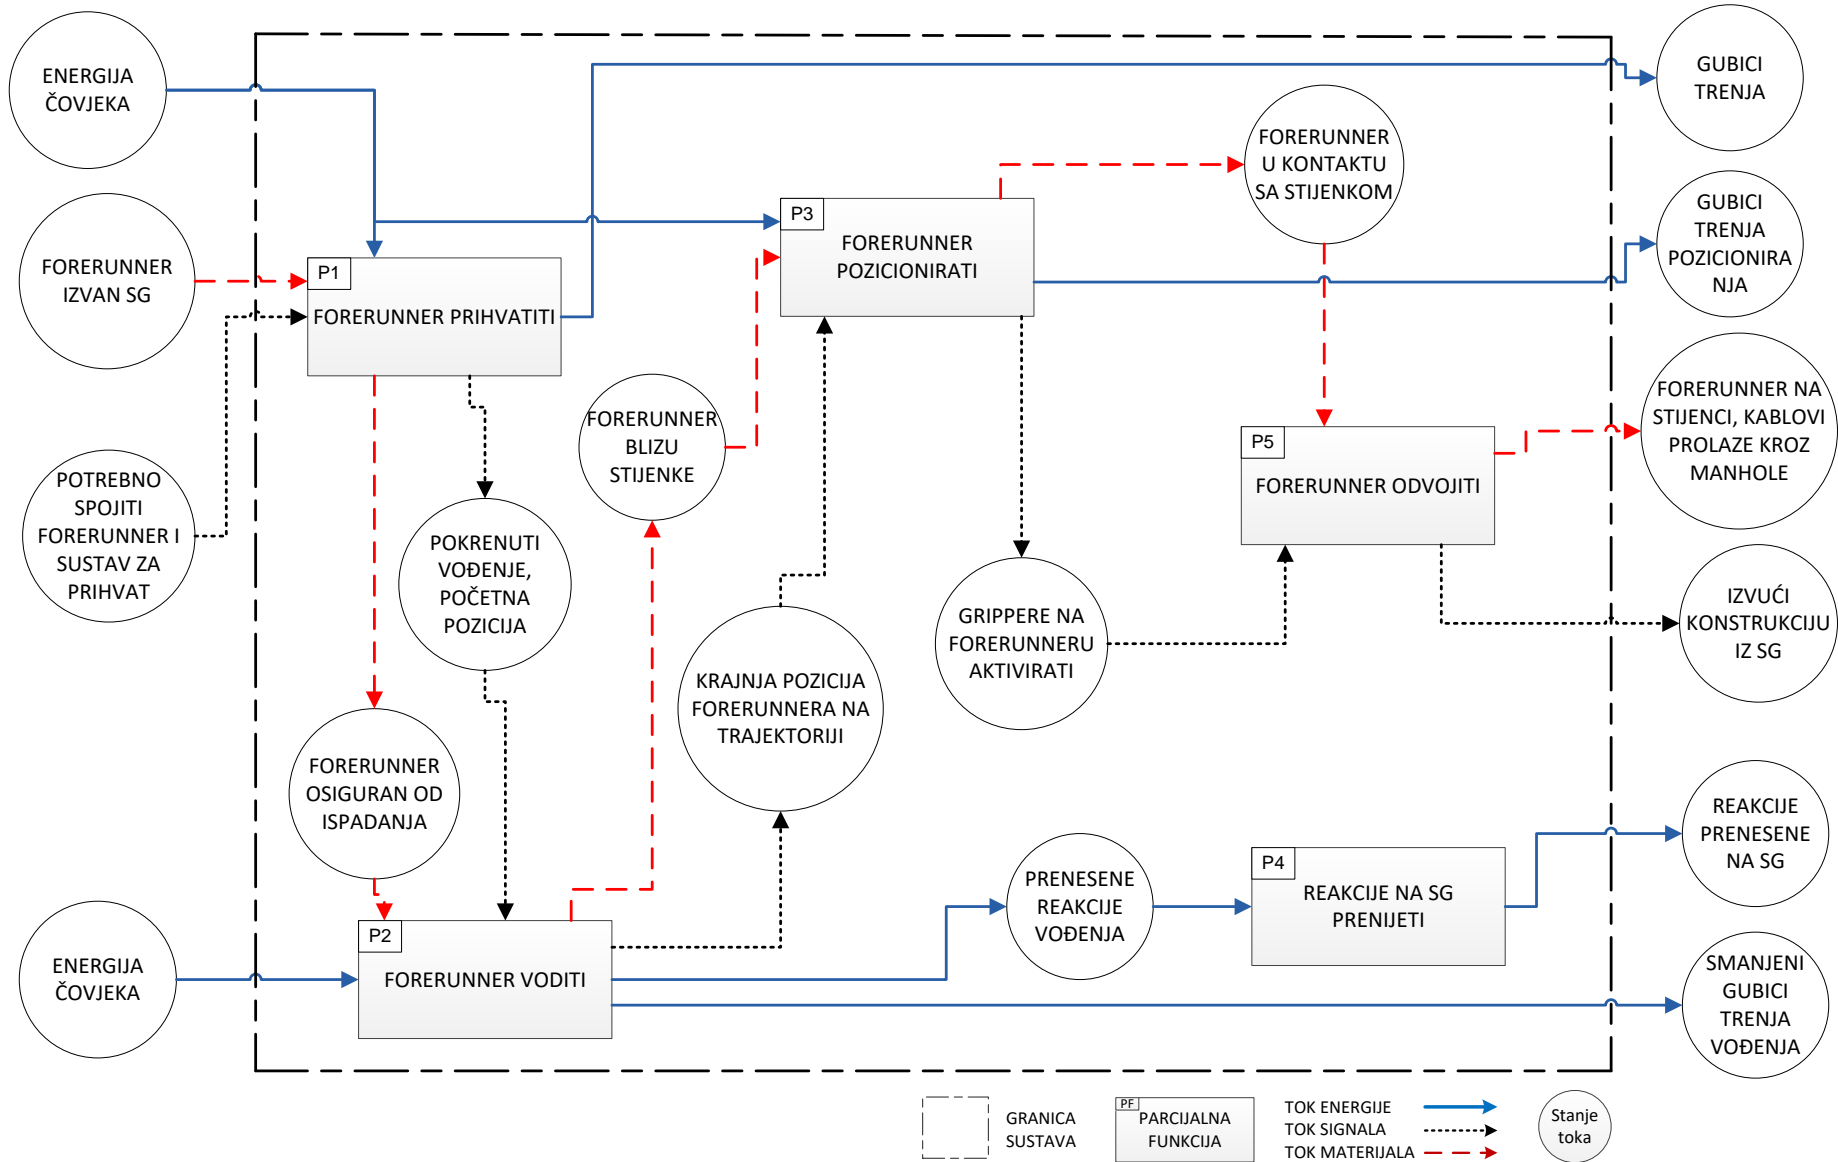 ENERGIJA
ČOVJEKA
GUBICI
TRENJA
FORERUNNER
U KONTAKTU
SA STIJENKOM
P3
FORERUNNER
POZICIONIRATI
GUBICI
TRENJA
POZICIONIRA
NJA
FORERUNNER
IZVAN SG
P1
FORERUNNER PRIHVATITI
FORERUNNER
BLIZU
STIJENKE
FORERUNNER NA
STIJENCI, KABLOVI
PROLAZE KROZ
MANHOLE
P5
FORERUNNER ODVOJITI
POTREBNO
SPOJITI
FORERUNNER I
SUSTAV ZA
PRIHVAT
POKRENUTI
VOĐENJE,
POČETNA
POZICIJA
GRIPPERE NA
FORERUNNERU
AKTIVIRATI
IZVUĆI
KONSTRUKCIJU
IZ SG
KRAJNJA POZICIJA
FORERUNNERA NA
TRAJEKTORIJI
FORERUNNER
OSIGURAN OD
ISPADANJA
REAKCIJE
PRENESENE
NA SG
PRENESENE
REAKCIJE
VOĐENJA
P4
REAKCIJE NA SG
PRENIJETI
ENERGIJA
ČOVJEKA
P2
FORERUNNER VODITI
SMANJENI
GUBICI
TRENJA
VOĐENJA
GRANICA
SUSTAVA
PF
PARCIJALNA
FUNKCIJA
TOK ENERGIJE
TOK SIGNALA
TOK MATERIJALA
Stanje
toka